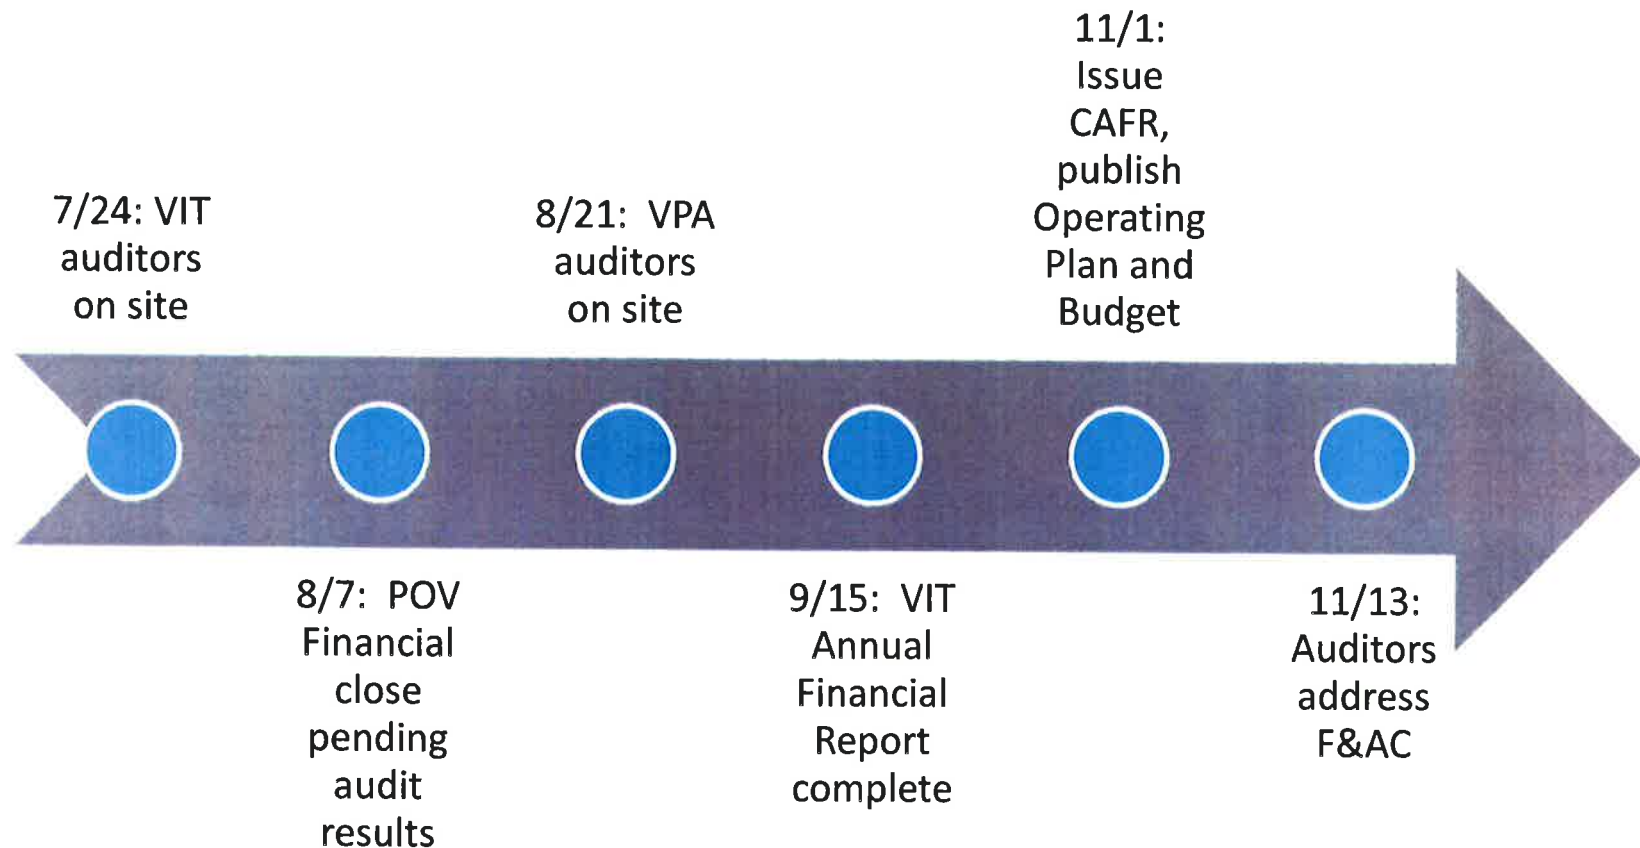 7/24: VIT
auditors
on site
8/7: POV
Financial
close
pending
audit
results
8/21: VPA
auditors
on site
9/15: VIT
Annual
Financial
Report
complete
11/1:
Issue
CAFR,
publish
Operating
Plan and
Budget
11/13:
Auditors
address
F&AC